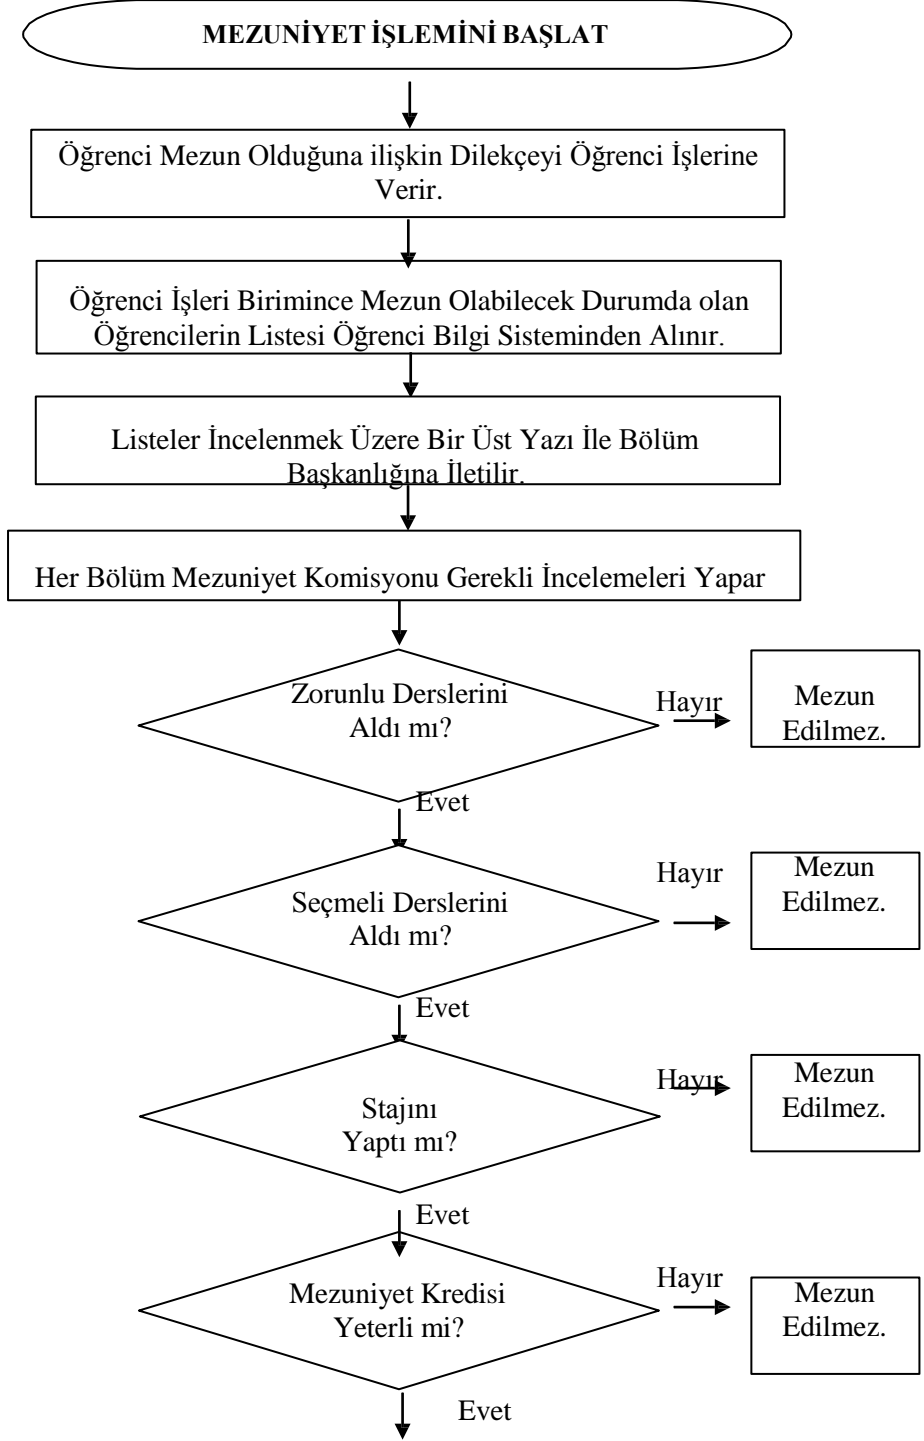 MEZUNİYET İŞLEMİNİ BAŞLAT
Öğrenci Mezun Olduğuna ilişkin Dilekçeyi Öğrenci İşlerine
Verir.
Öğrenci İşleri Birimince Mezun Olabilecek Durumda olan
Öğrencilerin Listesi Öğrenci Bilgi Sisteminden Alınır.
Listeler İncelenmek Üzere Bir Üst Yazı İle Bölüm
Başkanlığına İletilir.
Her Bölüm Mezuniyet Komisyonu Gerekli İncelemeleri Yapar
Zorunlu Derslerini
Aldı mı?
Hayır
Mezun
Edilmez.
Evet
Seçmeli Derslerini
Aldı mı?
Hayır
Mezun
Edilmez.
Evet
Stajını
Yaptı mı?
Hayır
Mezun
Edilmez.
Evet
Mezuniyet Kredisi
Yeterli mi?
Hayır
Mezun
Edilmez.
Evet